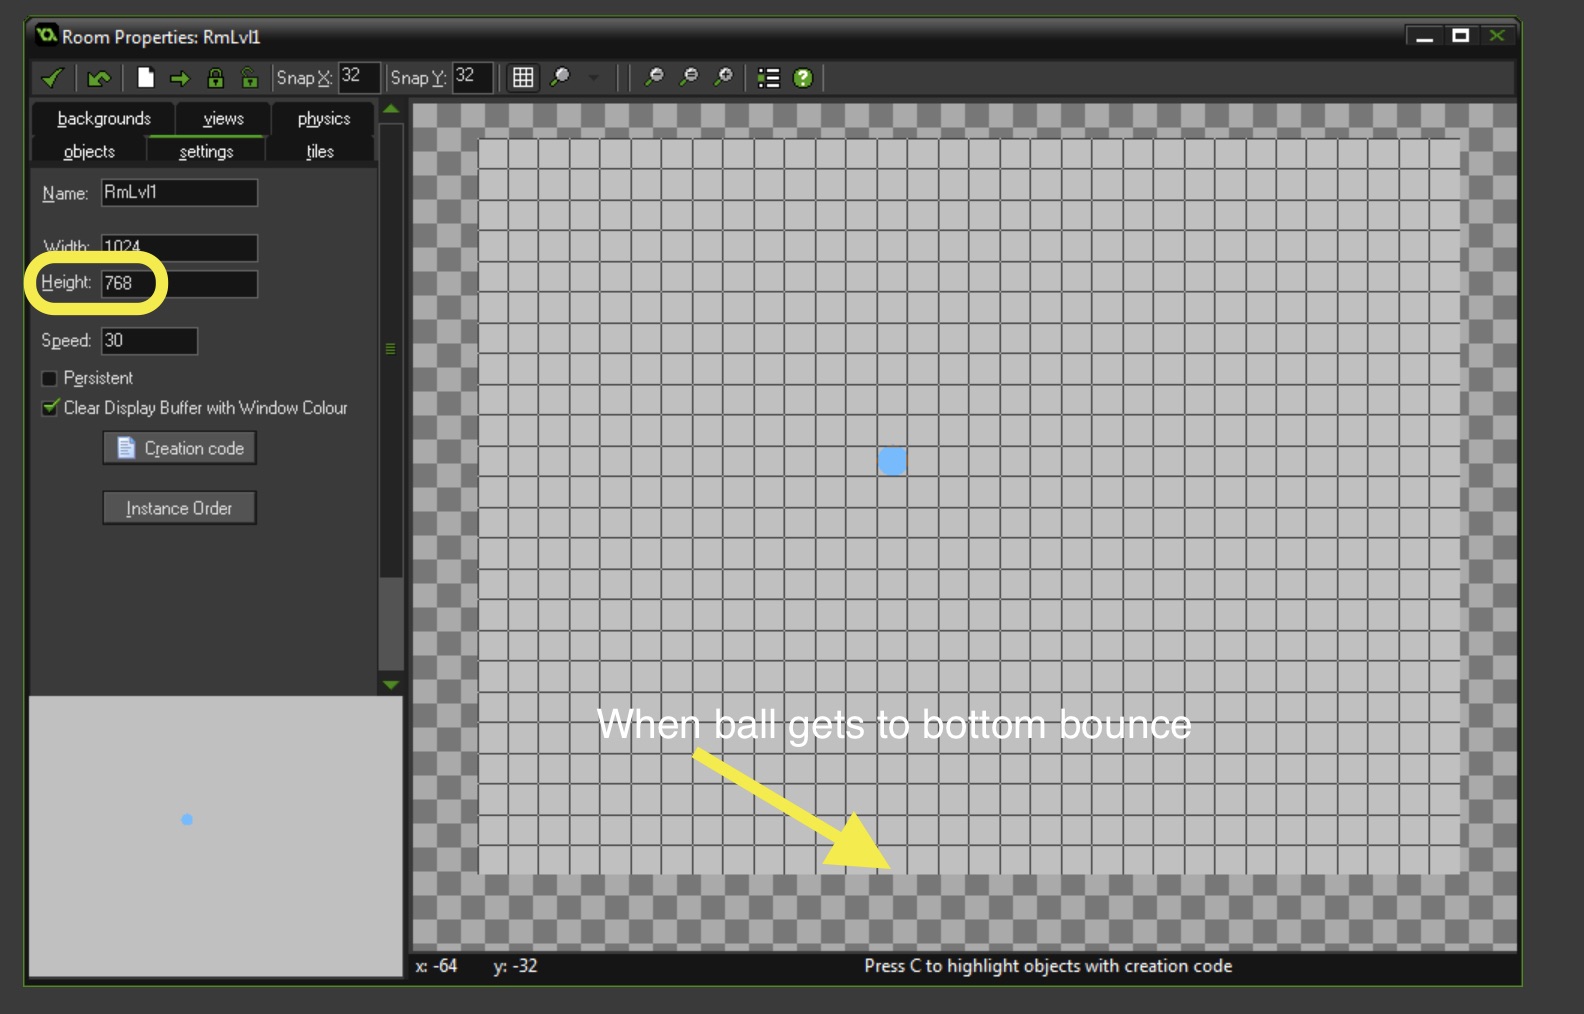 Room Properties: RmLvl1
Snap X: 32 Snap Y: 32
backgrounds views physics
objects settings tiles
Name: RmLvl1
Width: 1024
Height: 768
Speed: 30
Persistent
Clear Display Buffer with Window Colour
Creation code
Instance Order
When ball gets to bottom bounce
x: -64 y: -32 Press C to highlight objects with creation code